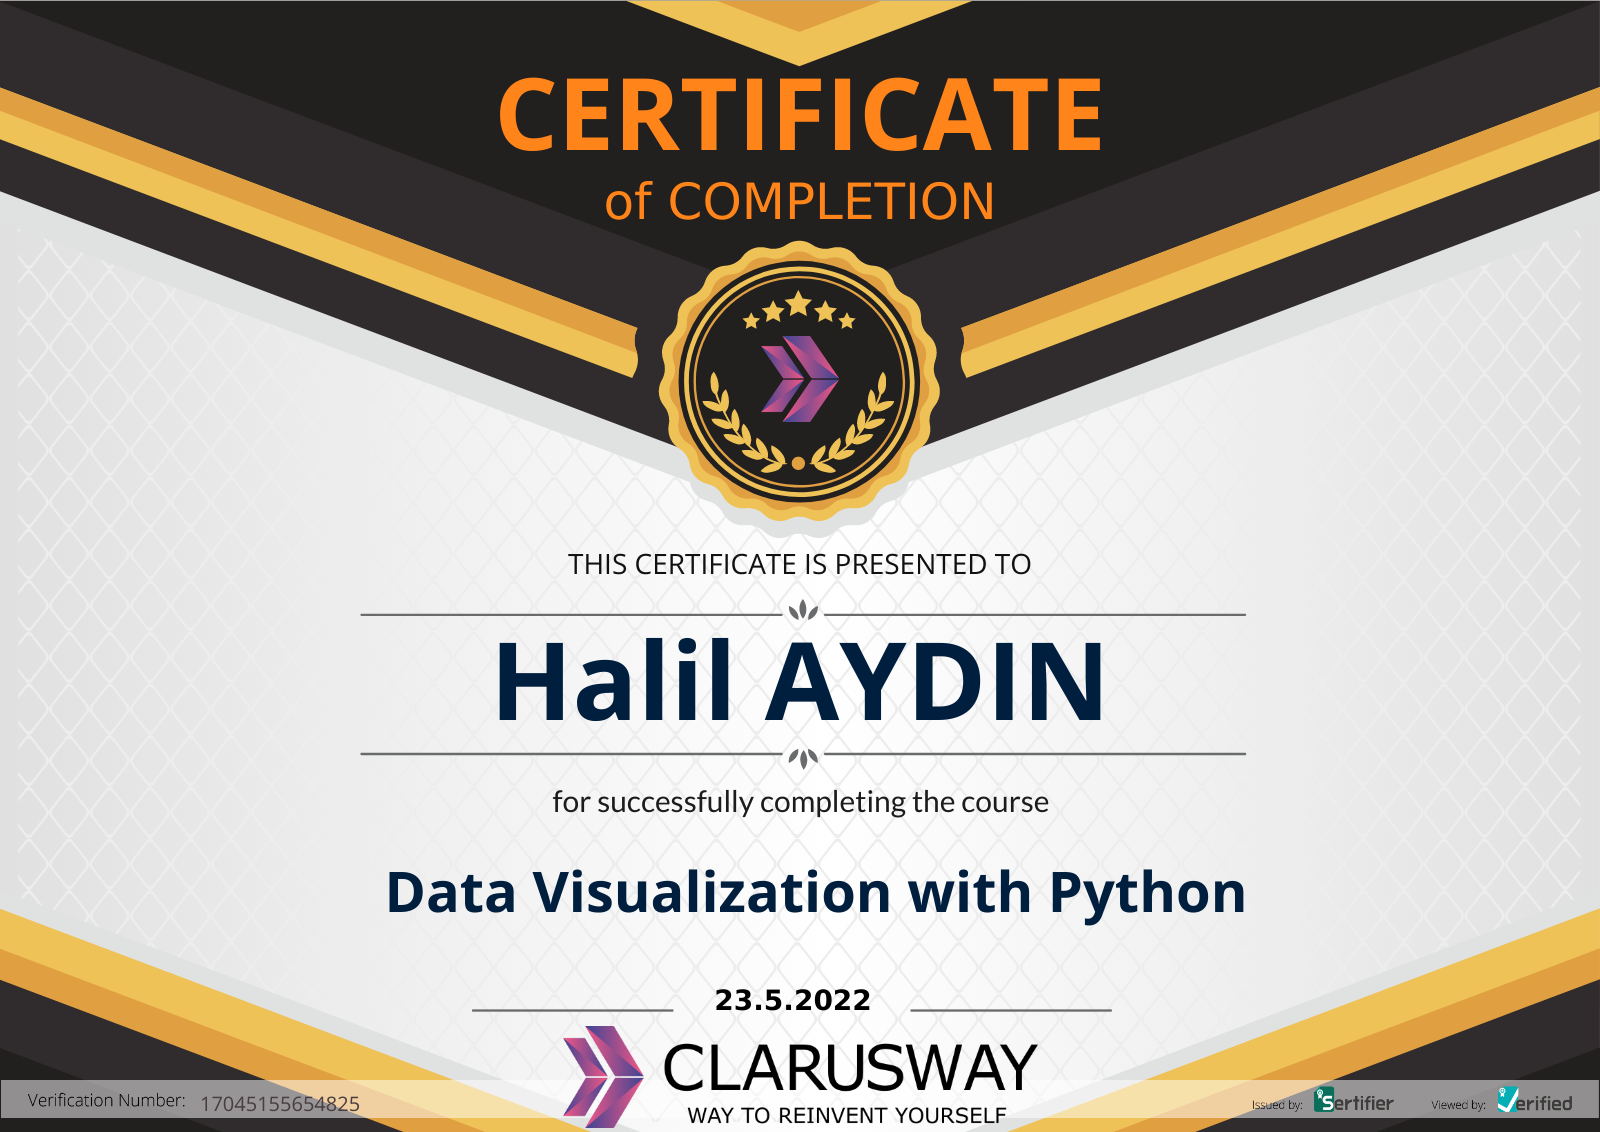 CERTIFICATE
of COMPLETION
THIS CERTIFICATE IS PRESENTED TO
Halil AYDIN
for successfully completing the course
Data Visualization with Python
23.5.2022
CLARUSWAY
WAY TO REINVENT YOURSELF
Verification Number: 17045155654825
Issued by: Sertifier
Viewed by: Verified